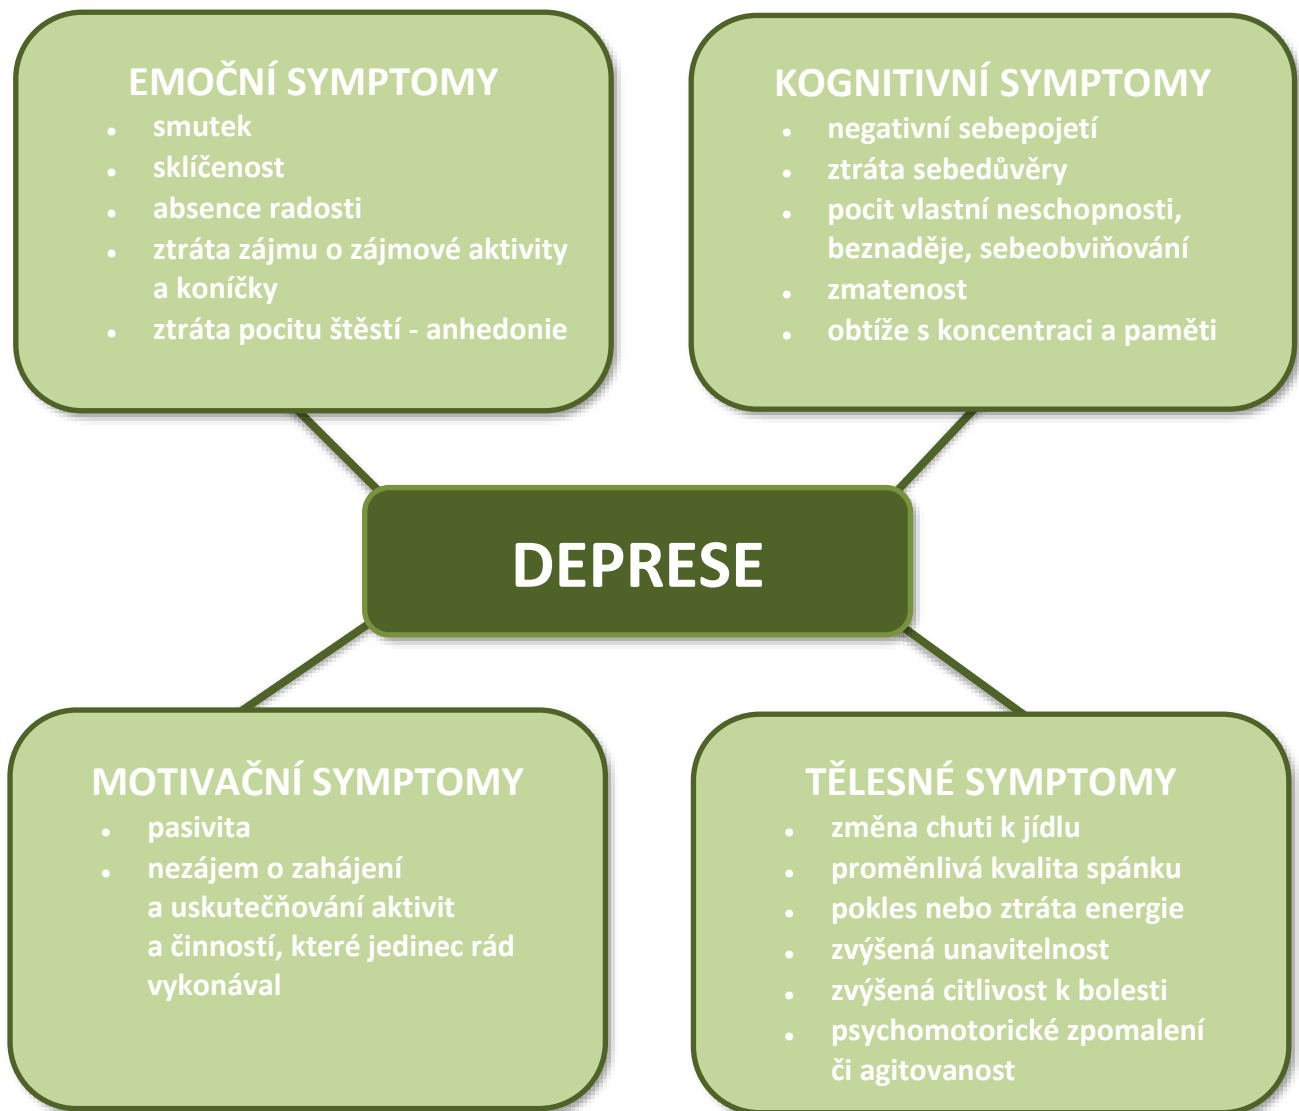 EMOČNÍ SYMPTOMY
• smutek
• sklíčenost
• absence radosti
• ztráta zájmu o zájmové aktivity
a koníčky
• ztráta pocitu štěstí - anhedonie
KOGNITIVNÍ SYMPTOMY
• negativní sebepojetí
• ztráta sebedůvěry
• pocit vlastní neschopnosti,
beznaděje, sebeobviňování
• zmatenost
• obtíže s koncentraci a paměti
DEPRESE
MOTIVAČNÍ SYMPTOMY
• pasivita
• nezájem o zahájení
a uskutečňování aktivit
a činností, které jedinec rád
vykonával
TĚLESNÉ SYMPTOMY
• změna chuti k jídlu
• proměnlivá kvalita spánku
• pokles nebo ztráta energie
• zvýšená unavitelnost
• zvýšená citlivost k bolesti
• psychomotorické zpomalení
či agitovanost